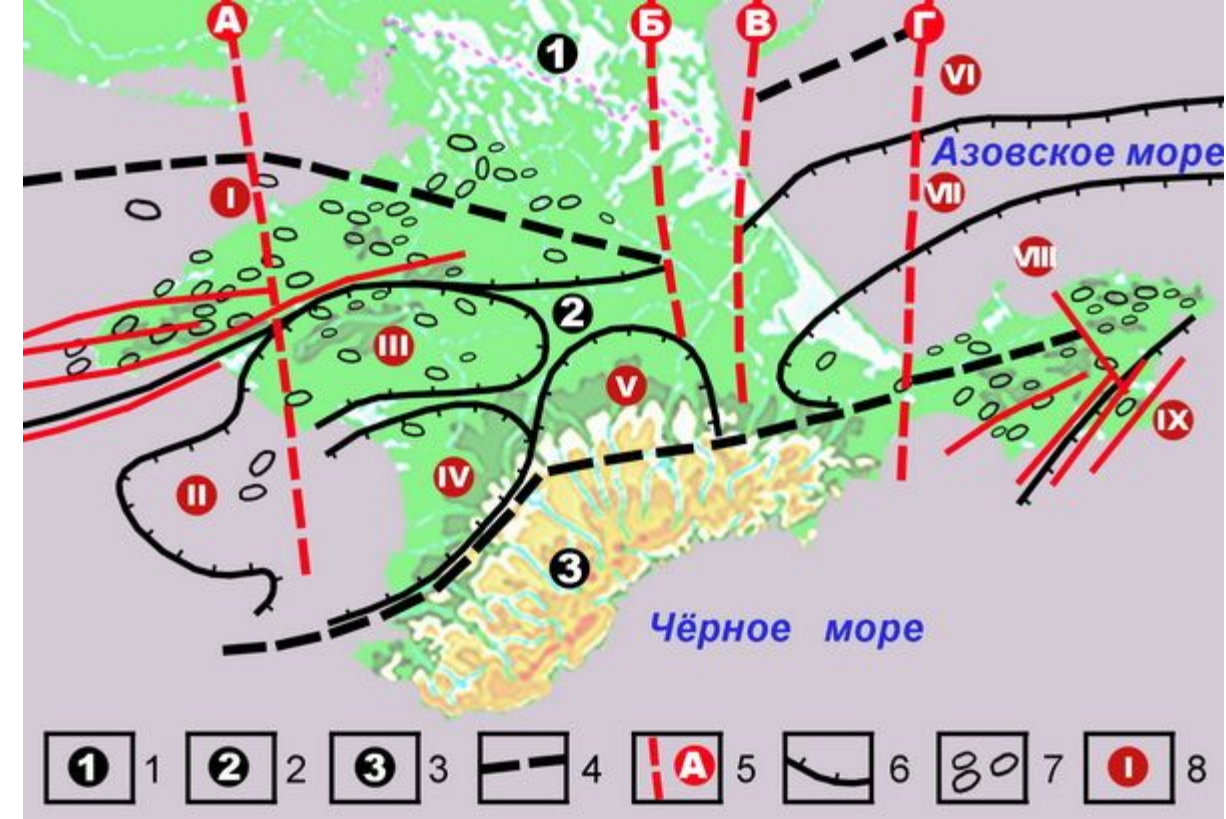 А Б В Г
1
VI
Азовское море
I
VII
VIII
2
III
V
IX
IV
II
3
Чёрное море
1 1 2 2 3 3 4 А 5 6 7 I 8